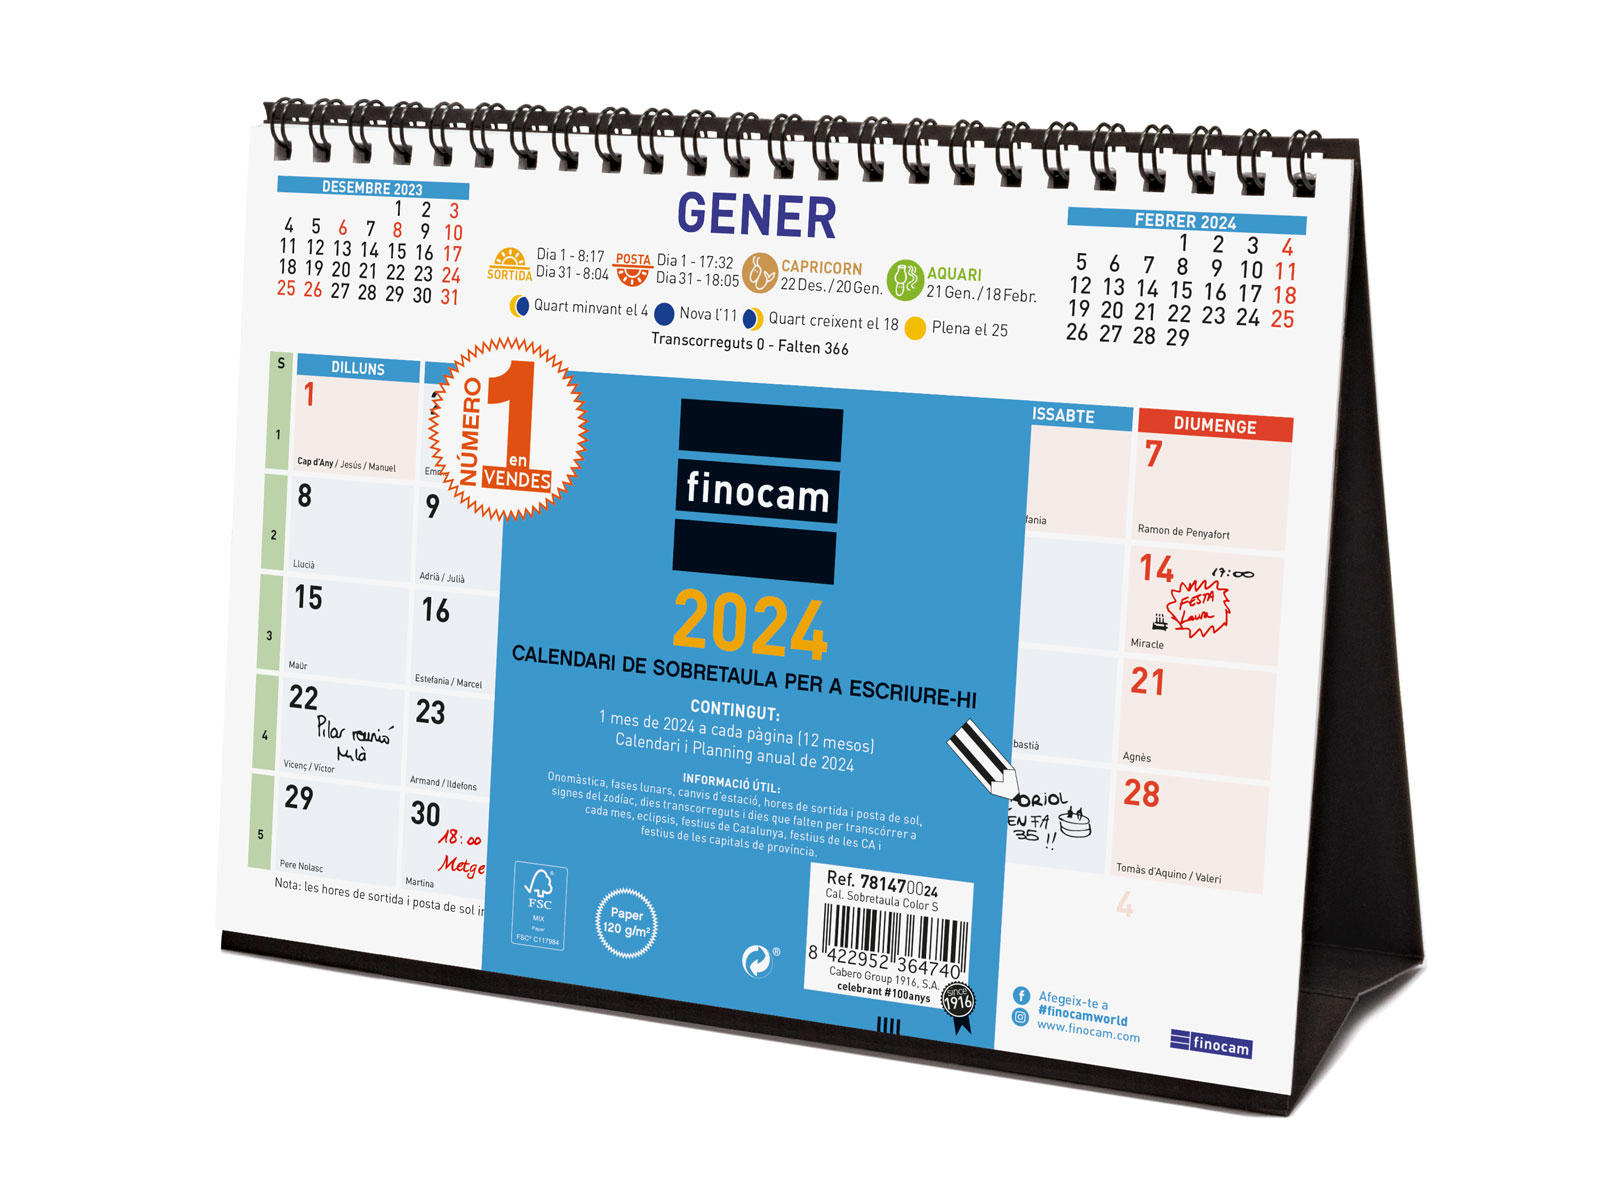 GENER
DESEMBRE 2023
1 2 3
4 5 6 7 8 9 10
11 12 13 14 15 16 17
18 19 20 21 22 23 24
25 26 27 28 29 30 31
SORTIDA
Dia 1 - 8:17
Dia 31 - 8:04
POSTA
Dia 1 - 17:32
Dia 31 - 18:05
CAPRICORN
22 Des. / 20 Gen.
AQUARI
21 Gen. / 18 Febr.
Quart minvant el 4
Nova l'11
Quart creixent el 18
Plena el 25
Transcorreguts 0 - Falten 366
FEBRER 2024
1 2 3 4
5 6 7 8 9 10 11
12 13 14 15 16 17 18
19 20 21 22 23 24 25
26 27 28 29
S
DILLUNS
ISSABTE
DIUMENGE
1
1
Cap d'Any / Jesús / Manuel
7
Ramon de Penyafort
2
8
Llucià
9
Adrià / Julià
14
17:00
FESTA
Laura
Miracle
3
15
Maür
16
Estefania / Marcel
21
Agnès
4
22
Pilar reunió
Vicenç / Víctor
23
Armand / Ildefons
28
Tomàs d'Aquino / Valeri
5
29
Pere Nolasc
30
18:00
Metge
Martina
ORIOL
EN FA
35 !!
4
Nota: les hores de sortida i posta de sol
NÚMERO
1
en
VENDES
finocam
2024
CALENDARI DE SOBRETAULA PER A ESCRIURE-HI
CONTINGUT:
1 mes de 2024 a cada pàgina (12 mesos)
Calendari i Planning anual de 2024
INFORMACIÓ ÚTIL:
Onomàstica, fases lunars, canvis d'estació, hores de sortida i posta de sol,
signes del zodíac, dies transcorreguts i dies que falten per transcórrer a
cada mes, eclipsis, festius de Catalunya, festius de les CA i
festius de les capitals de província.
FSC
MIX
Paper
FSC® C117984
Paper
120 g/m²
®
Ref. 781470024
Cal. Sobretaula Color S
8 422952 364740
Cabero Group 1916, S.A.
celebrant #100anys
since
1916
Afegeix-te a
#finocamworld
www.finocam.com
finocam